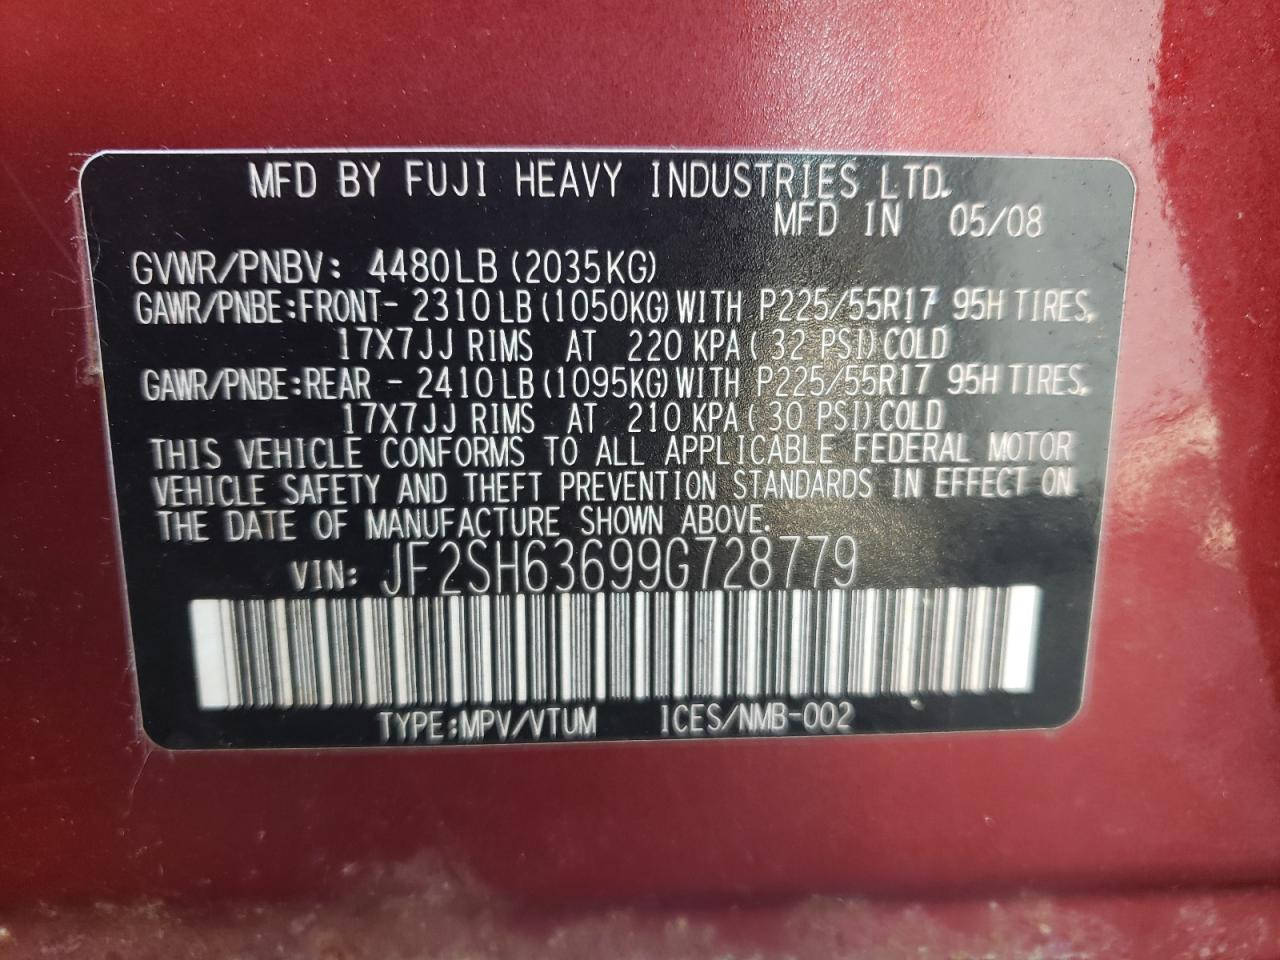 MFD BY FUJI HEAVY INDUSTRIES LTD.
MFD IN 05/08
GVWR/PNBV: 4480LB (2035KG)
GAWR/PNBE:FRONT- 2310LB (1050KG) WITH P225/55R17 95H TIRES,
17X7JJ RIMS AT 220 KPA ( 32 PSI) COLD
GAWR/PNBE:REAR - 2410LB (1095KG) WITH P225/55R17 95H TIRES,
17X7JJ RIMS AT 210 KPA ( 30 PSI) COLD
THIS VEHICLE CONFORMS TO ALL APPLICABLE FEDERAL MOTOR
VEHICLE SAFETY AND THEFT PREVENTION STANDARDS IN EFFECT ON
THE DATE OF MANUFACTURE SHOWN ABOVE.
VIN: JF2SH63699G728779
TYPE:MPV/VTUM ICES/NMB-002